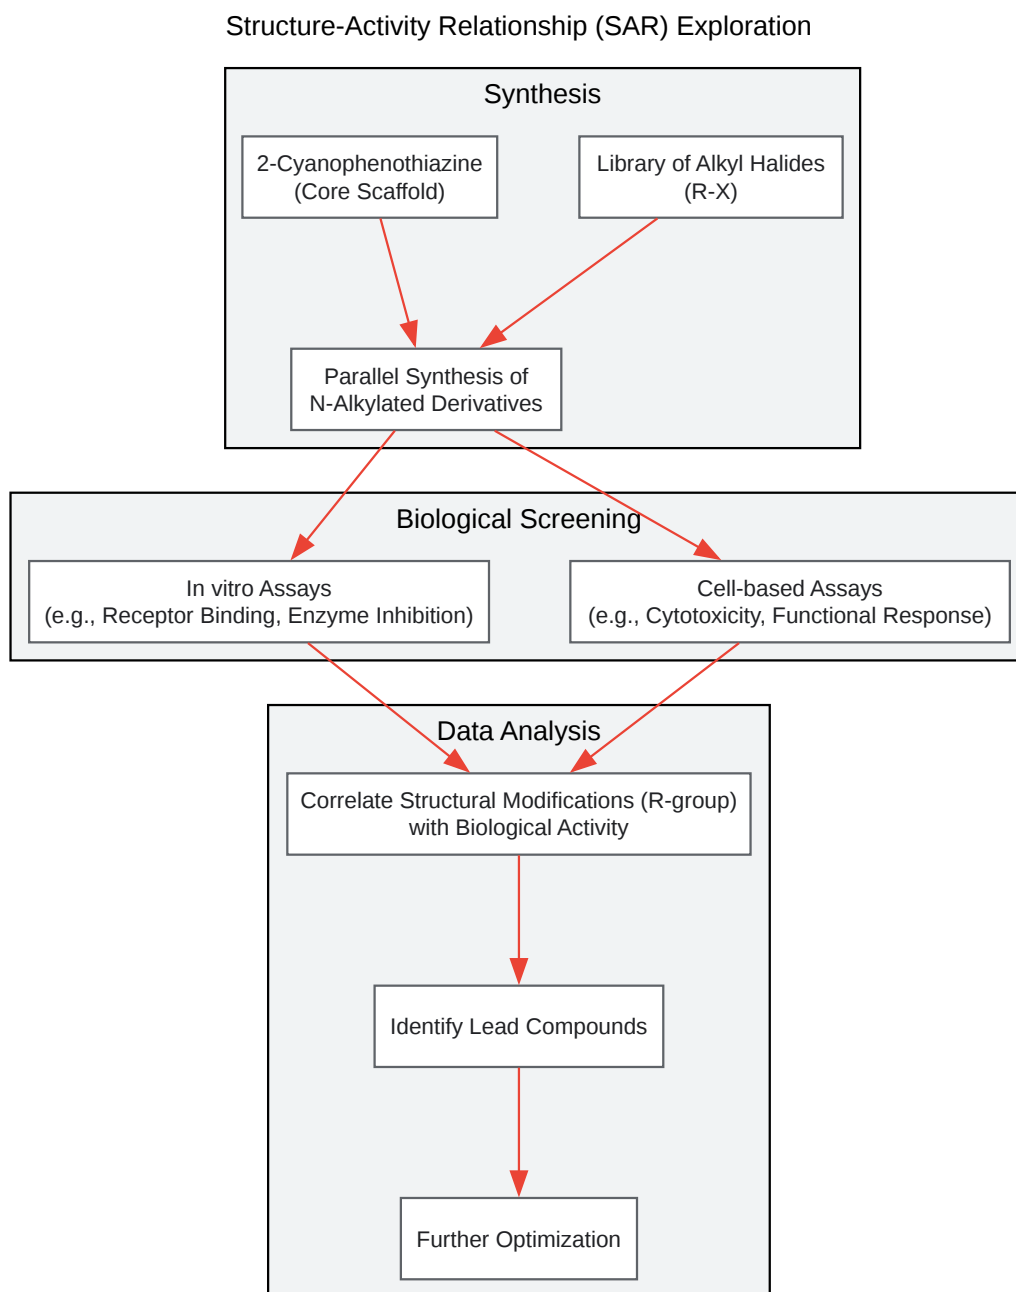 Structure-Activity Relationship (SAR) Exploration
Synthesis
2-Cyanophenothiazine
(Core Scaffold)
Library of Alkyl Halides
(R-X)
Parallel Synthesis of
N-Alkylated Derivatives
Biological Screening
In vitro Assays
(e.g., Receptor Binding, Enzyme Inhibition)
Cell-based Assays
(e.g., Cytotoxicity, Functional Response)
Data Analysis
Correlate Structural Modifications (R-group)
with Biological Activity
Identify Lead Compounds
Further Optimization